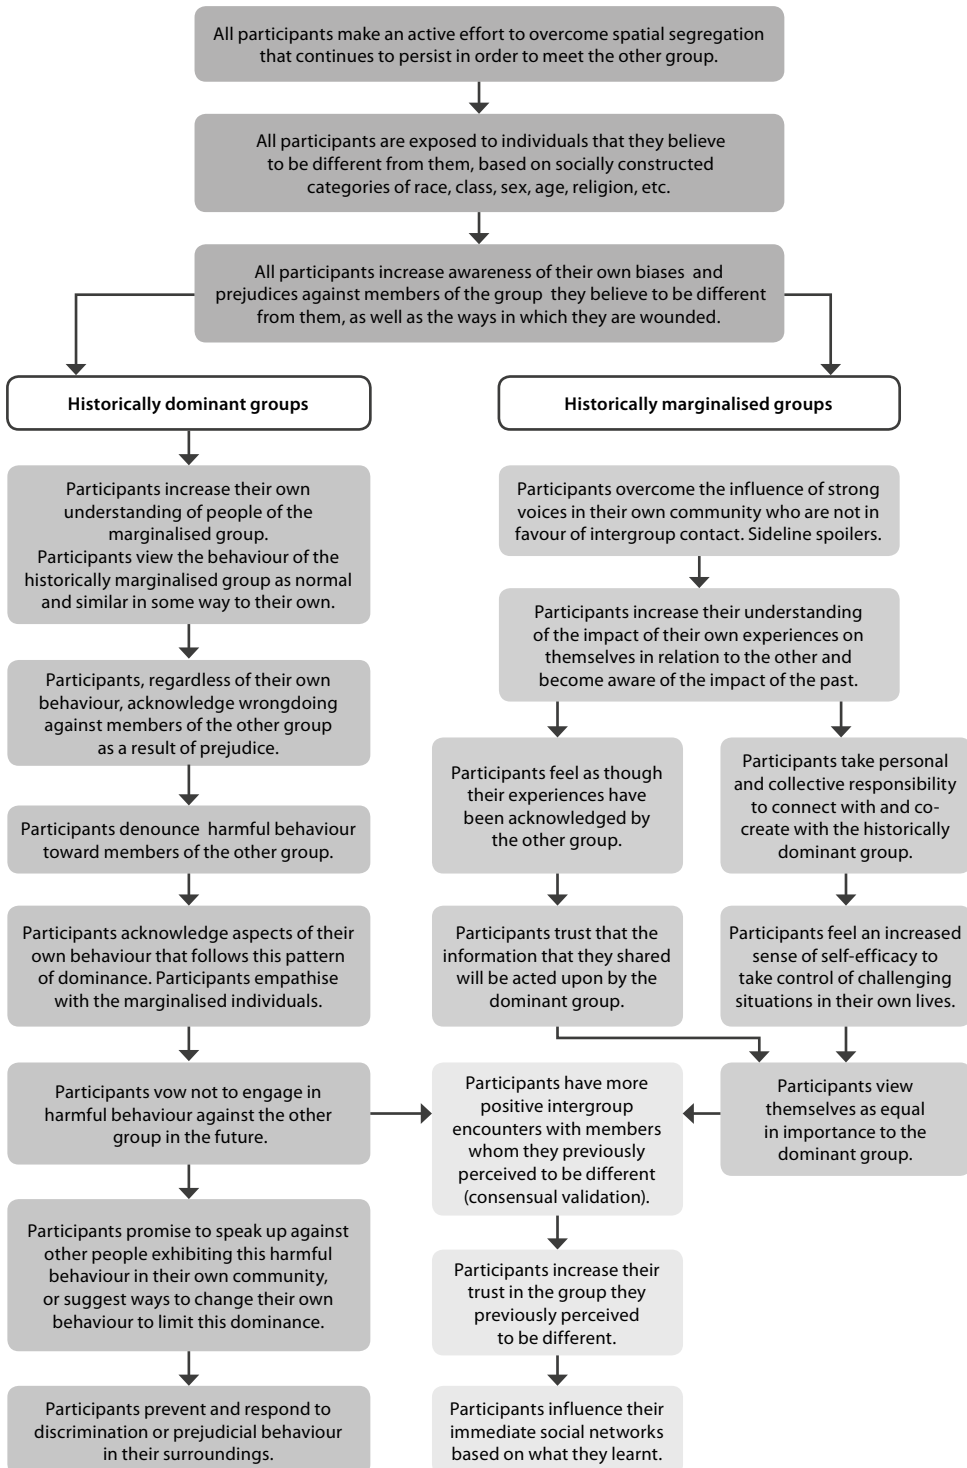 All participants make an active effort to overcome spatial segregation
that continues to persist in order to meet the other group.
All participants are exposed to individuals that they believe
to be different from them, based on socially constructed
categories of race, class, sex, age, religion, etc.
All participants increase awareness of their own biases and
prejudices against members of the group they believe to be different
from them, as well as the ways in which they are wounded.
Historically dominant groups
Participants increase their own
understanding of people of the
marginalised group.
Participants view the behaviour of the
historically marginalised group as normal
and similar in some way to their own.
Participants, regardless of their own
behaviour, acknowledge wrongdoing
against members of the other group
as a result of prejudice.
Participants denounce harmful behaviour
toward members of the other group.
Participants acknowledge aspects of their
own behaviour that follows this pattern
of dominance. Participants empathise
with the marginalised individuals.
Participants vow not to engage in
harmful behaviour against the other
group in the future.
Participants promise to speak up against
other people exhibiting this harmful
behaviour in their own community,
or suggest ways to change their own
behaviour to limit this dominance.
Participants prevent and respond to
discrimination or prejudicial behaviour
in their surroundings.
Historically marginalised groups
Participants overcome the influence of strong
voices in their own community who are not in
favour of intergroup contact. Sideline spoilers.
Participants increase their understanding
of the impact of their own experiences on
themselves in relation to the other and
become aware of the impact of the past.
Participants feel as though
their experiences have
been acknowledged by
the other group.
Participants trust that the
information that they shared
will be acted upon by the
dominant group.
Participants take personal
and collective responsibility
to connect with and co-
create with the historically
dominant group.
Participants feel an increased
sense of self-efficacy to
take control of challenging
situations in their own lives.
Participants view
themselves as equal
in importance to the
dominant group.
Participants have more
positive intergroup
encounters with members
whom they previously
perceived to be different
(consensual validation).
Participants increase their
trust in the group they
previously perceived
to be different.
Participants influence their
immediate social networks
based on what they learnt.